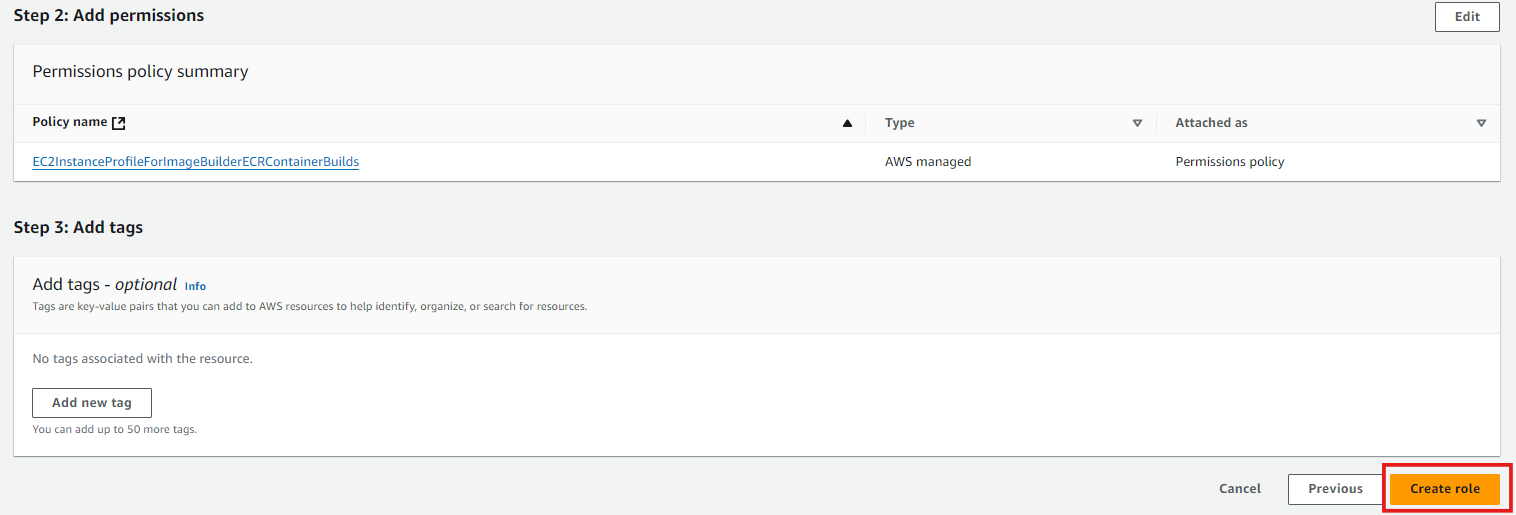 Step 2: Add permissions
Edit
Permissions policy summary
Policy name Type Attached as
EC2InstanceProfileForImageBuilderECRContainerBuilds AWS managed Permissions policy
Step 3: Add tags
Add tags - optional Info
Tags are key-value pairs that you can add to AWS resources to help identify, organize, or search for resources.
No tags associated with the resource.
Add new tag
You can add up to 50 more tags.
Cancel Previous Create role